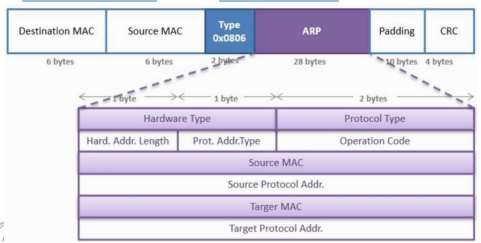 Destination MAC Source MAC Type 0x0806 ARP Padding CRC
6 bytes 6 bytes 2 bytes 28 bytes 10 bytes 4 bytes
1 byte 1 byte 2 bytes
Hardware Type Protocol Type
Hard. Addr. Length Prot. Addr.Type Operation Code
Source MAC
Source Protocol Addr.
Targer MAC
Target Protocol Addr.